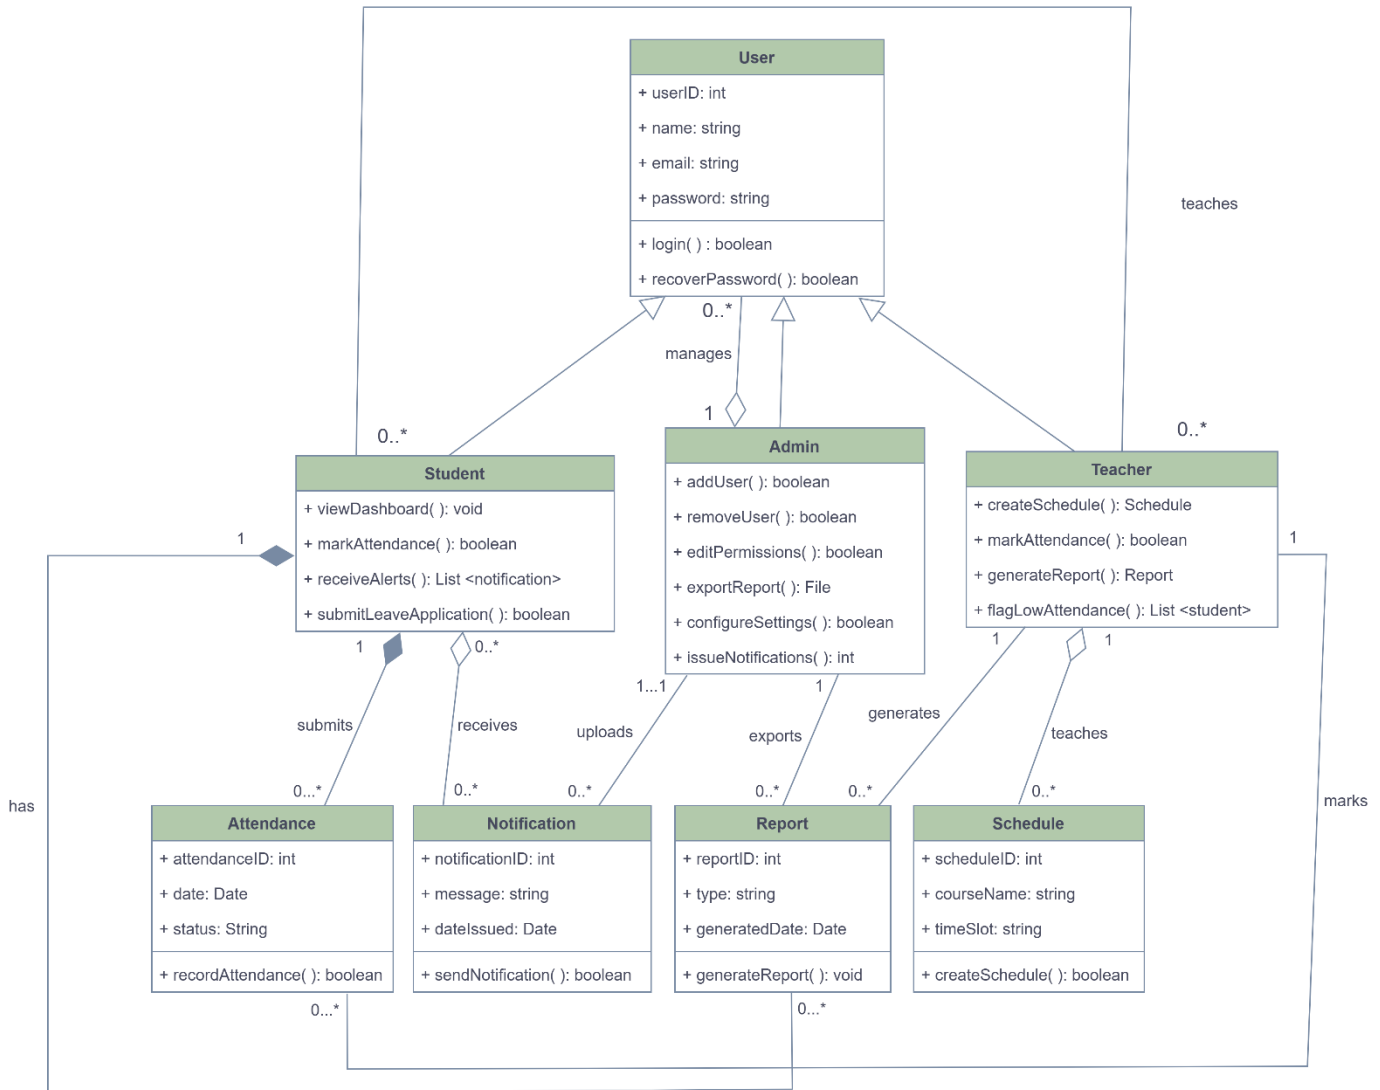 User
+ userID: int
+ name: string
+ email: string
+ password: string
+ login( ) : boolean
+ recoverPassword( ): boolean
teaches
0..*
manages
1
0..*
0..*
Student
+ viewDashboard( ): void
+ markAttendance( ): boolean
+ receiveAlerts( ): List <notification>
+ submitLeaveApplication( ): boolean
Admin
+ addUser( ): boolean
+ removeUser( ): boolean
+ editPermissions( ): boolean
+ exportReport( ): File
+ configureSettings( ): boolean
+ issueNotifications( ): int
Teacher
+ createSchedule( ): Schedule
+ markAttendance( ): boolean
+ generateReport( ): Report
+ flagLowAttendance( ): List <student>
1
1
1
0..*
1...1
1
1
1
submits
receives
uploads
exports
generates
teaches
0...*
0..*
0..*
0..*
0..*
0..*
has
marks
Attendance
+ attendanceID: int
+ date: Date
+ status: String
+ recordAttendance( ): boolean
Notification
+ notificationID: int
+ message: string
+ dateIssued: Date
+ sendNotification( ): boolean
Report
+ reportID: int
+ type: string
+ generatedDate: Date
+ generateReport( ): void
Schedule
+ scheduleID: int
+ courseName: string
+ timeSlot: string
+ createSchedule( ): boolean
0...*
0...*